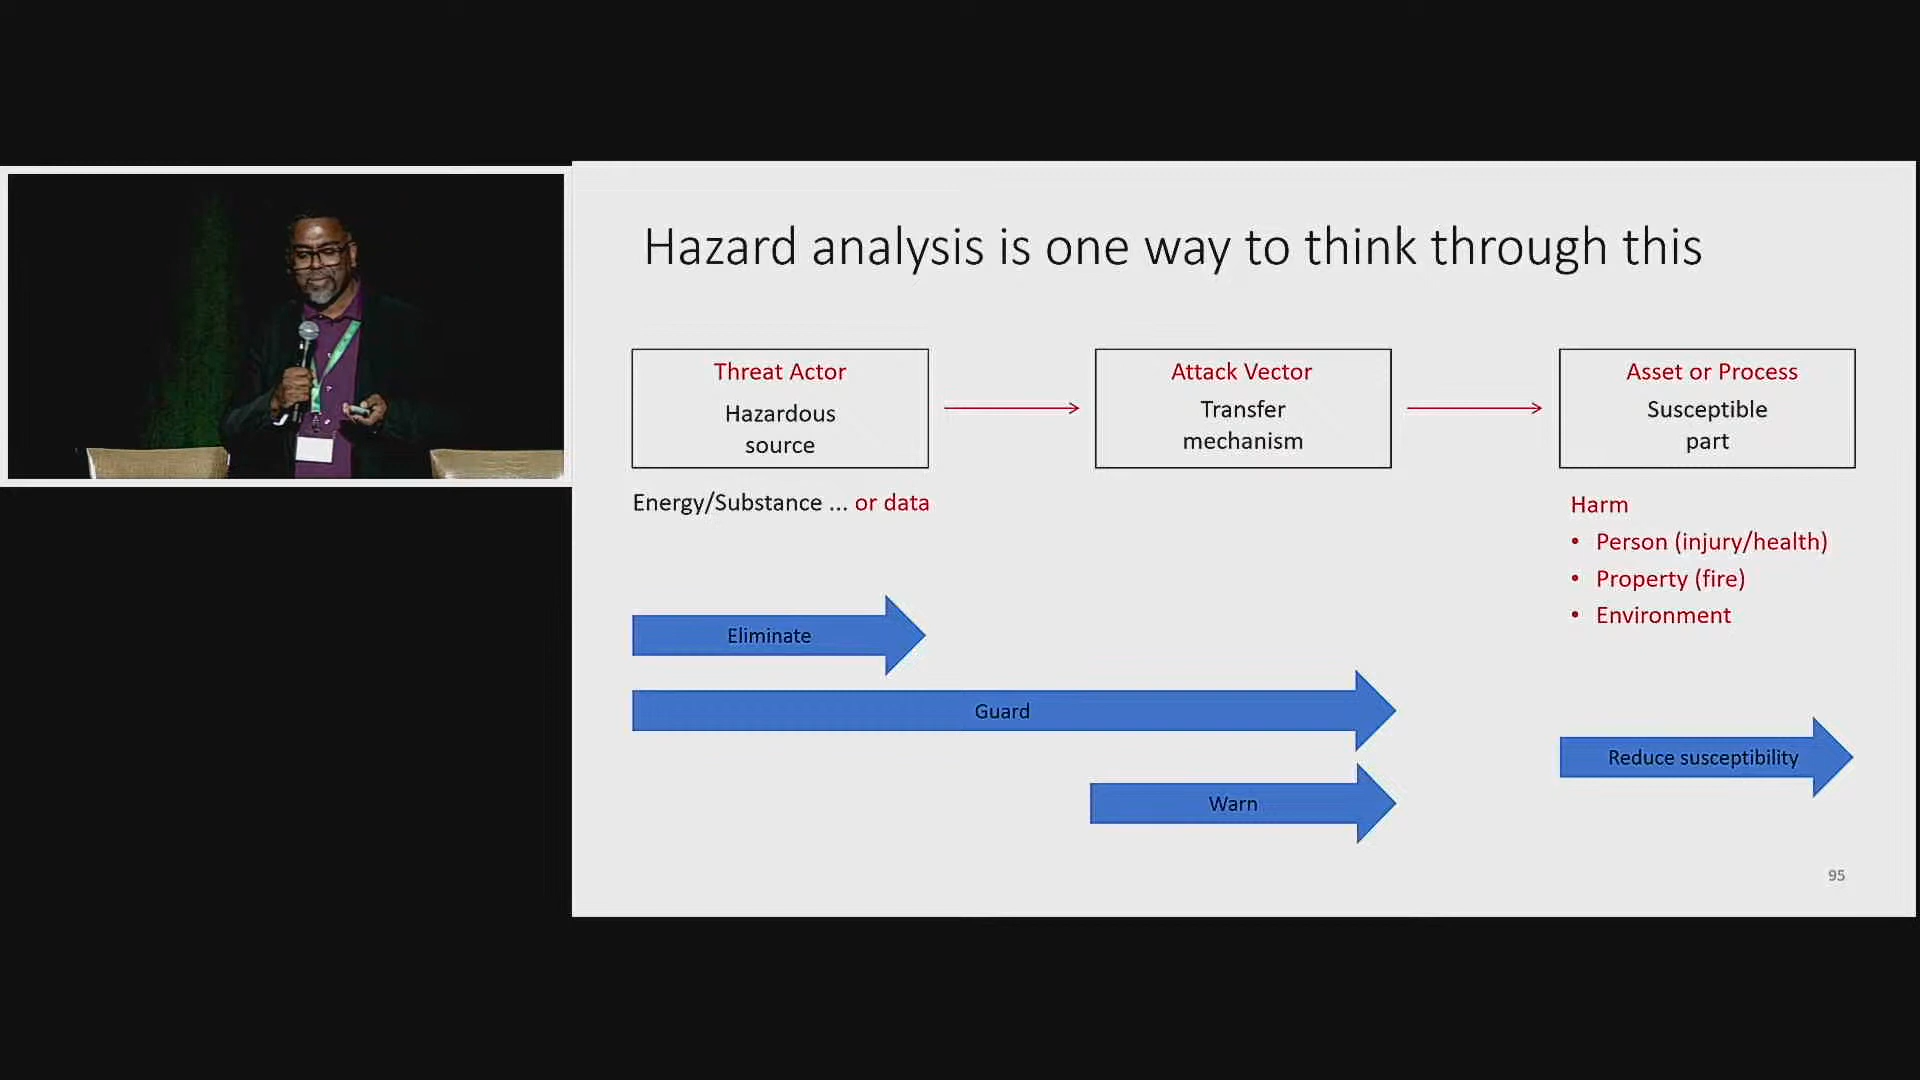 Hazard analysis is one way to think through this
Threat Actor
Hazardous
source
Attack Vector
Transfer
mechanism
Asset or Process
Susceptible
part
Energy/Substance ... or data
Harm
• Person (injury/health)
• Property (fire)
• Environment
Eliminate
Guard
Reduce susceptibility
Warn
95